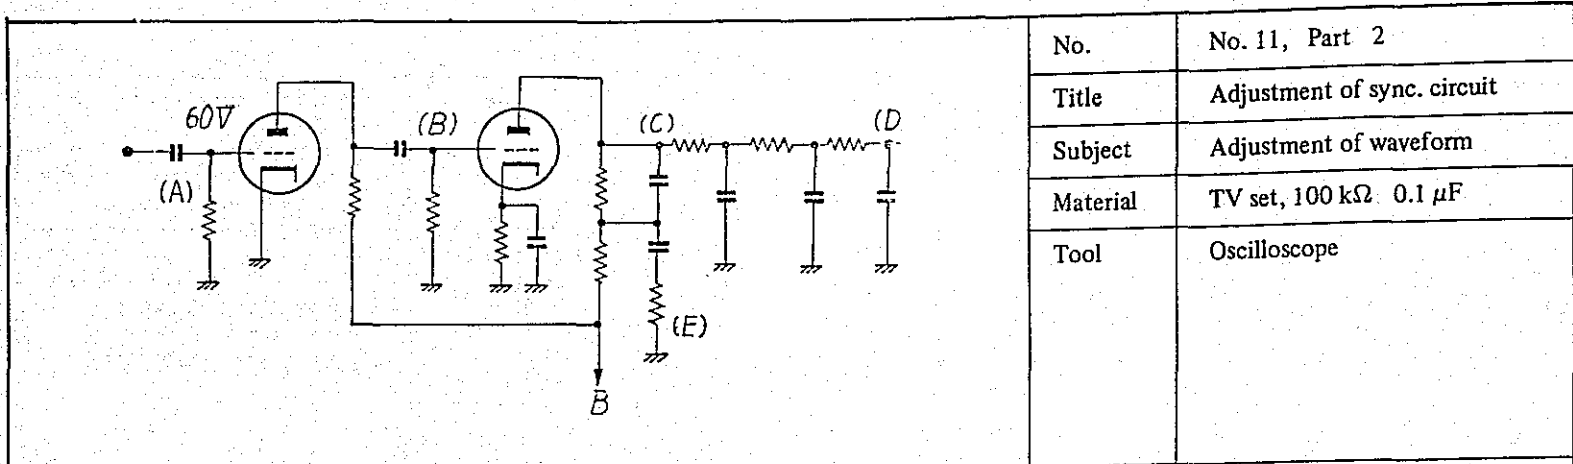 60V
(A)
(B)
(C)
(D
(E)
B
No. No. 11, Part 2
Title Adjustment of sync. circuit
Subject Adjustment of waveform
Material TV set, 100 kΩ 0.1 μF
Tool Oscilloscope